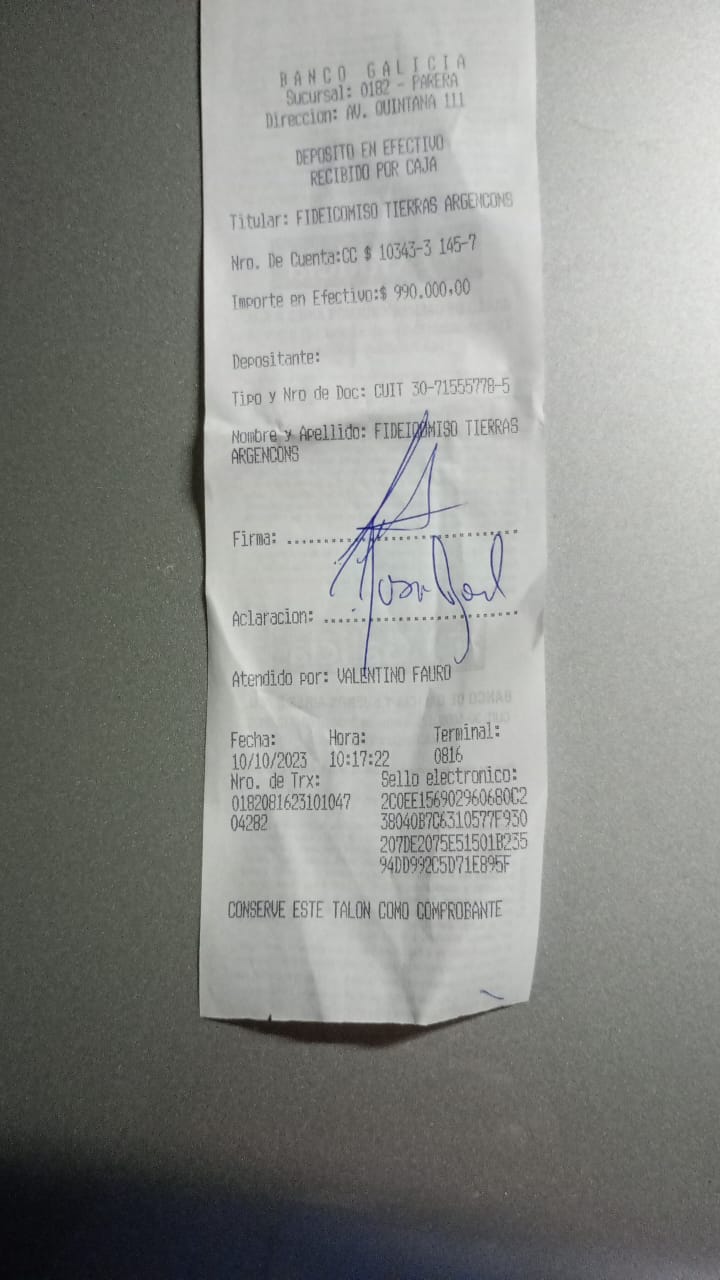 BANCO GALICIA
Sucursal: 0182 - PARERA
Direccion: AV. QUINTANA 111
DEPOSITO EN EFECTIVO
RECIBIDO POR CAJA
Titular: FIDEICOMISO TIERRAS ARGENCONS
Nro. De Cuenta:CC $ 10343-3 145-7
Importe en Efectivo:$ 990.000,00
Depositante:
Tipo y Nro de Doc: CUIT 30-71555778-5
Nombre y Apellido: FIDEICOMISO TIERRAS
ARGENCONS
Firma:
Aclaracion:
Atendido por: VALENTINO FAURO
Fecha: Hora: Terminal:
10/10/2023 10:17:22 0816
Nro. de Trx: Sello electronico:
0182081623101047 2C0EE156902960680C2
04282 38040B7C6310577F930
207DE2075E51501B235
94DD992C5D71E895F
CONSERVE ESTE TALON COMO COMPROBANTE